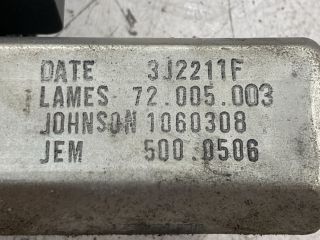 DATE 3J2211F
LAMES 72.005.003
JOHNSON 1060308
JEM 500.0506